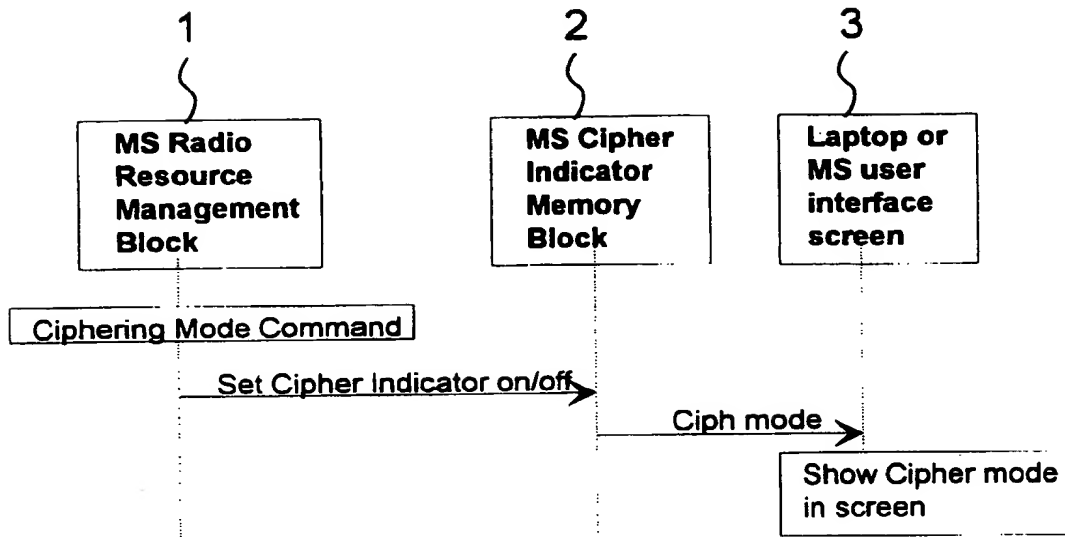 1
2
3
MS Radio
Resource
Management
Block
MS Cipher
Indicator
Memory
Block
Laptop or
MS user
interface
screen
Ciphering Mode Command
Set Cipher Indicator on/off
Ciph mode
Show Cipher mode
in screen